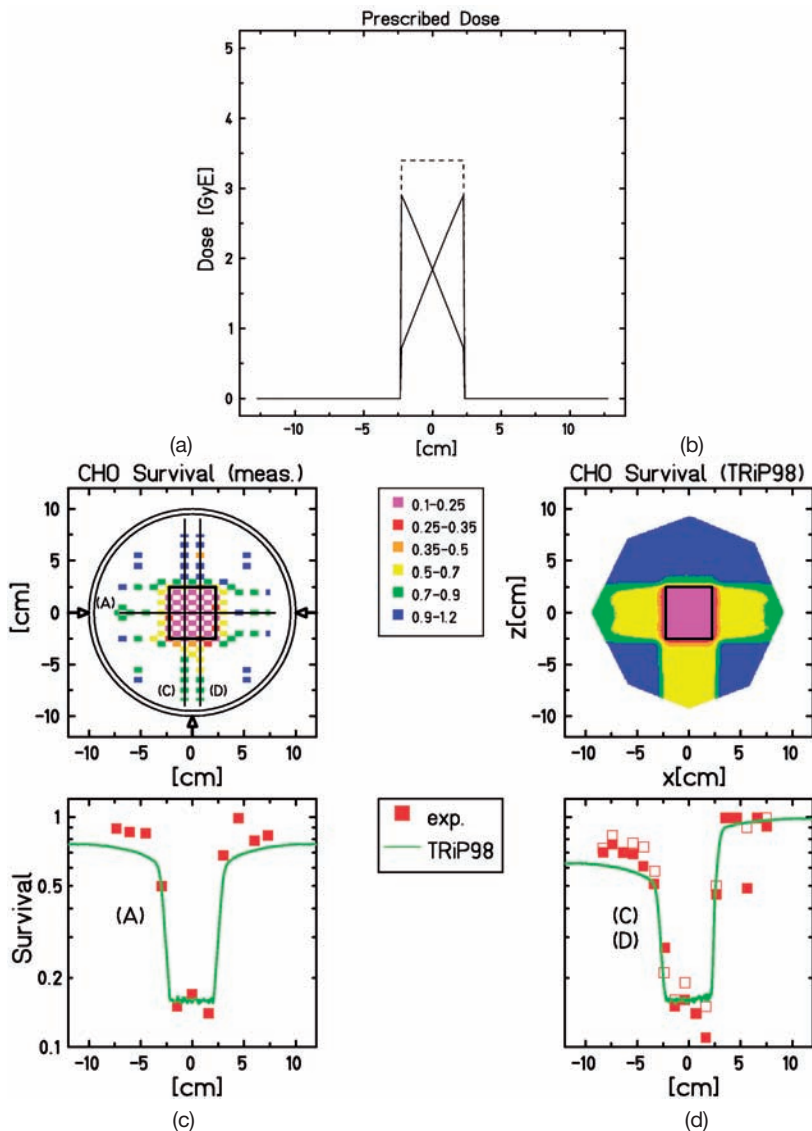 Prescribed Dose
5
4
3
2
1
0
Dose [GyE]
-10
-5
0
5
10
[cm]
(a)
(b)
CHO Survival (meas.)
10
5
0
-5
-10
[cm]
(A)
(C)
(D)
-10
-5
0
5
10
[cm]
0.1-0.25
0.25-0.35
0.35-0.5
0.5-0.7
0.7-0.9
0.9-1.2
CHO Survival (TRiP98)
10
5
0
-5
-10
z[cm]
-10
-5
0
5
10
x[cm]
1
0.5
0.2
0.1
Survival
(A)
-10
-5
0
5
10
[cm]
exp.
TRiP98
(C)
(D)
-10
-5
0
5
10
[cm]
(c)
(d)